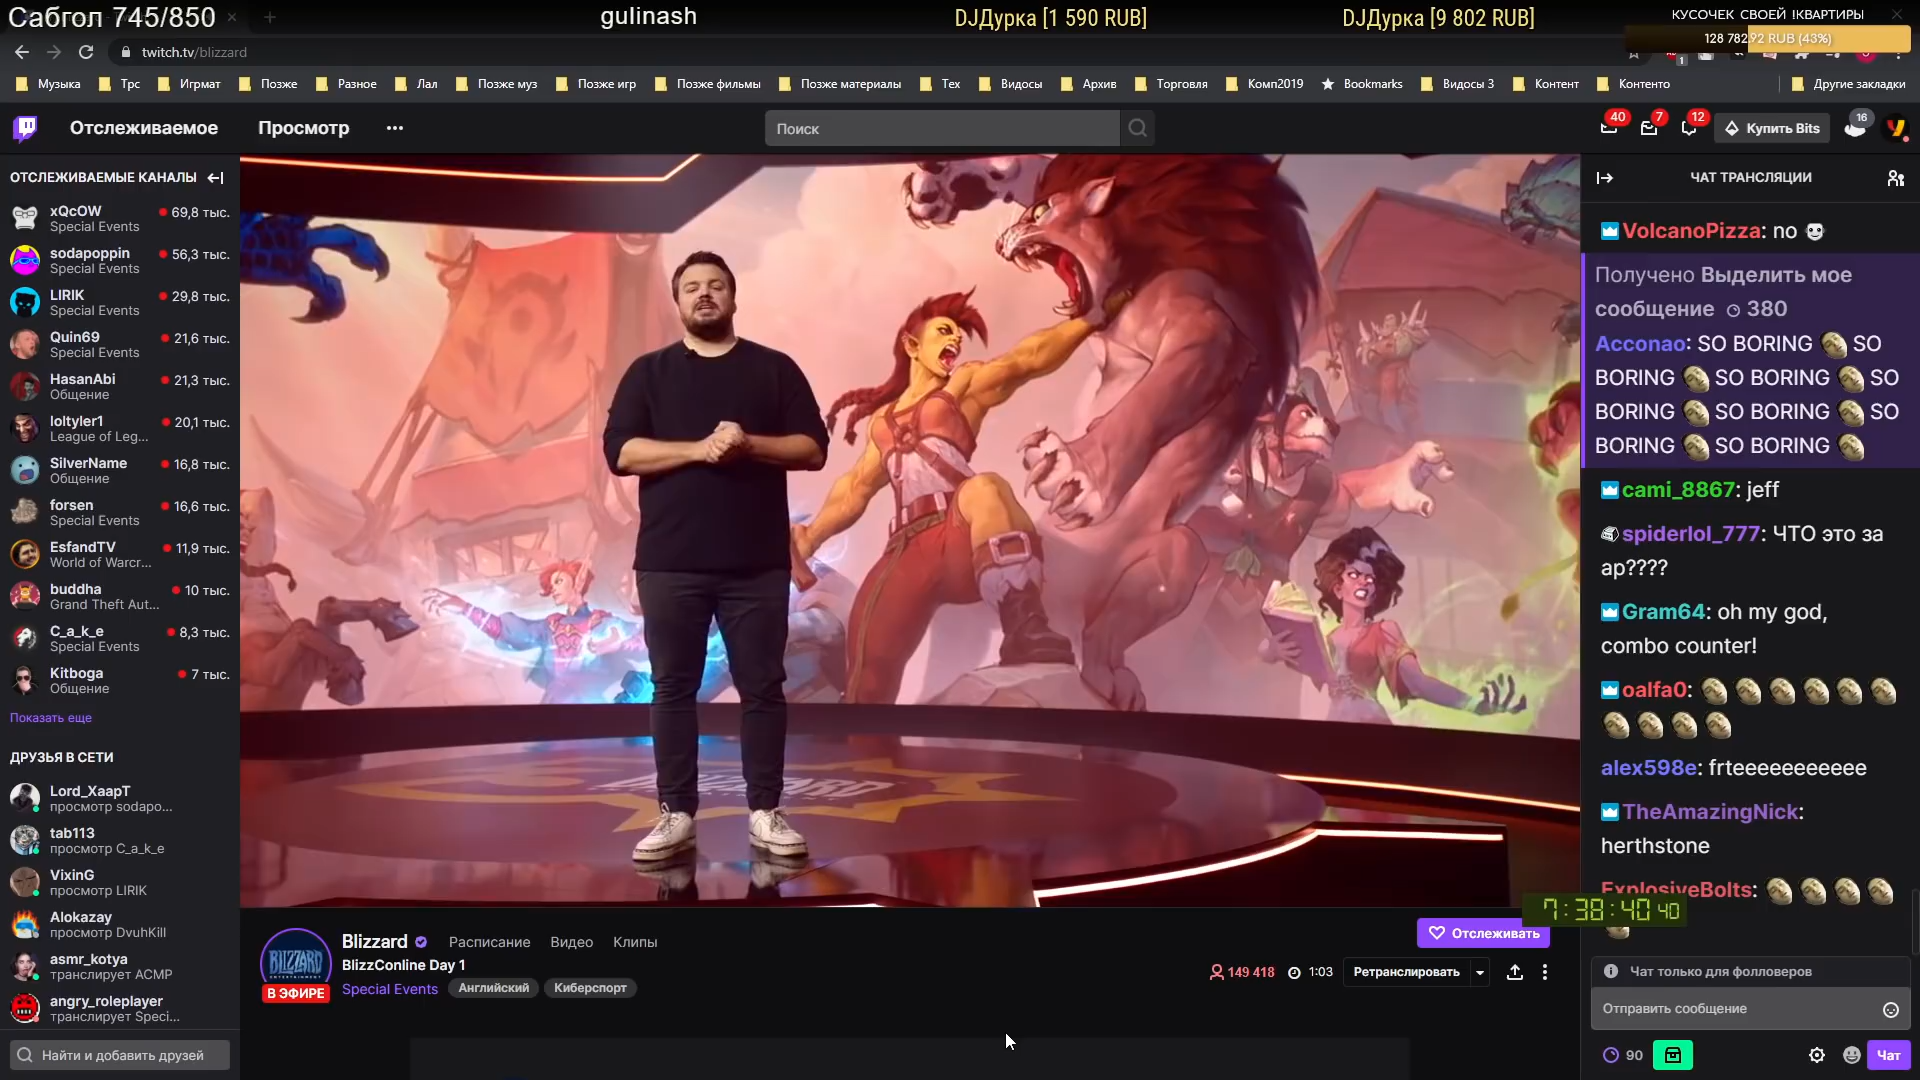 Сабгол 745/850
gulinash
DJДурка [1 590 RUB]
DJДурка [9 802 RUB]
КУСОЧЕК СВОЕЙ !КВАРТИРЫ
128 782.92 RUB (43%)
twitch.tv/blizzard
1
Музыка
Трс
Игрмат
Позже
Разное
Лал
Позже муз
Позже игр
Позже фильмы
Позже материалы
Тех
Видосы
Архив
Торговля
Комп2019
Bookmarks
Видосы 3
Контент
Контенто
Другие закладки
Отслеживаемое
Просмотр
Поиск
40
7
12
Купить Bits
16
ОТСЛЕЖИВАЕМЫЕ КАНАЛЫ
xQcOW
69,8 тыс.
Special Events
sodapoppin
56,3 тыс.
Special Events
LIRIK
29,8 тыс.
Special Events
Quin69
21,6 тыс.
Special Events
HasanAbi
21,3 тыс.
Общение
loltyler1
20,1 тыс.
League of Leg...
SilverName
16,8 тыс.
Общение
forsen
16,6 тыс.
Special Events
EsfandTV
11,9 тыс.
World of Warcr...
buddha
10 тыс.
Grand Theft Aut...
C_a_k_e
8,3 тыс.
Special Events
Kitboga
7 тыс.
Общение
Показать еще
ДРУЗЬЯ В СЕТИ
Lord_XaapT
просмотр sodapo...
tab113
просмотр C_a_k_e
VixinG
просмотр LIRIK
Alokazay
просмотр DvuhKill
asmr_kotya
транслирует ACMP
angry_roleplayer
транслирует Speci...
Найти и добавить друзей
BLIZZARD
ENTERTAINMENT
В ЭФИРЕ
Blizzard
Расписание
Видео
Клипы
BlizzConline Day 1
Special Events
Английский
Киберспорт
Отслеживать
149 418
1:03
Ретранслировать
ЧАТ ТРАНСЛЯЦИИ
VolcanoPizza: no
Получено Выделить мое
сообщение 380
Acconao: SO BORING SO
BORING SO BORING SO
BORING SO BORING SO
BORING SO BORING
cami_8867: jeff
spiderlol_777: ЧТО это за
ар????
Gram64: oh my god,
combo counter!
oalfa0:
alex598e: frteeeeeeeeeee
TheAmazingNick:
herthstone
ExplosiveBolts:
7:38:40 40
Чат только для фолловеров
Отправить сообщение
90
Чат